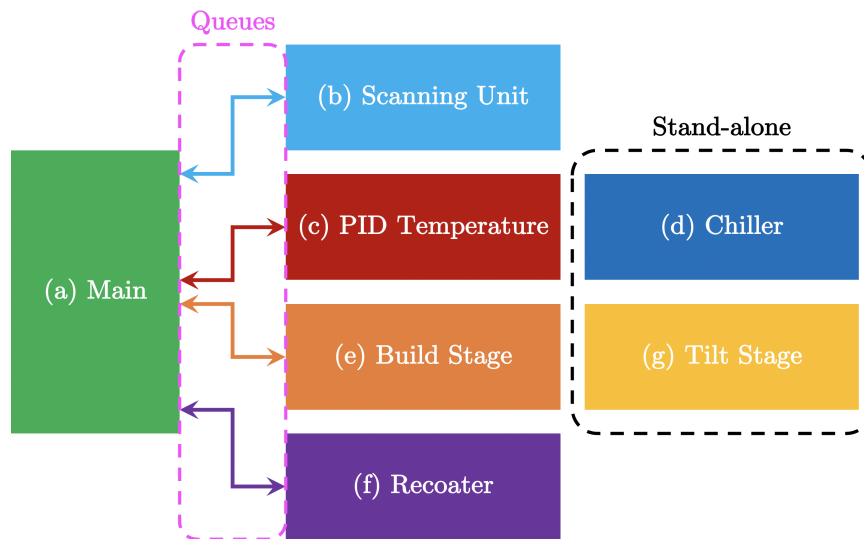 Queues
(b) Scanning Unit
Stand-alone
(a) Main
(c) PID Temperature
(d) Chiller
(e) Build Stage
(g) Tilt Stage
(f) Recoater